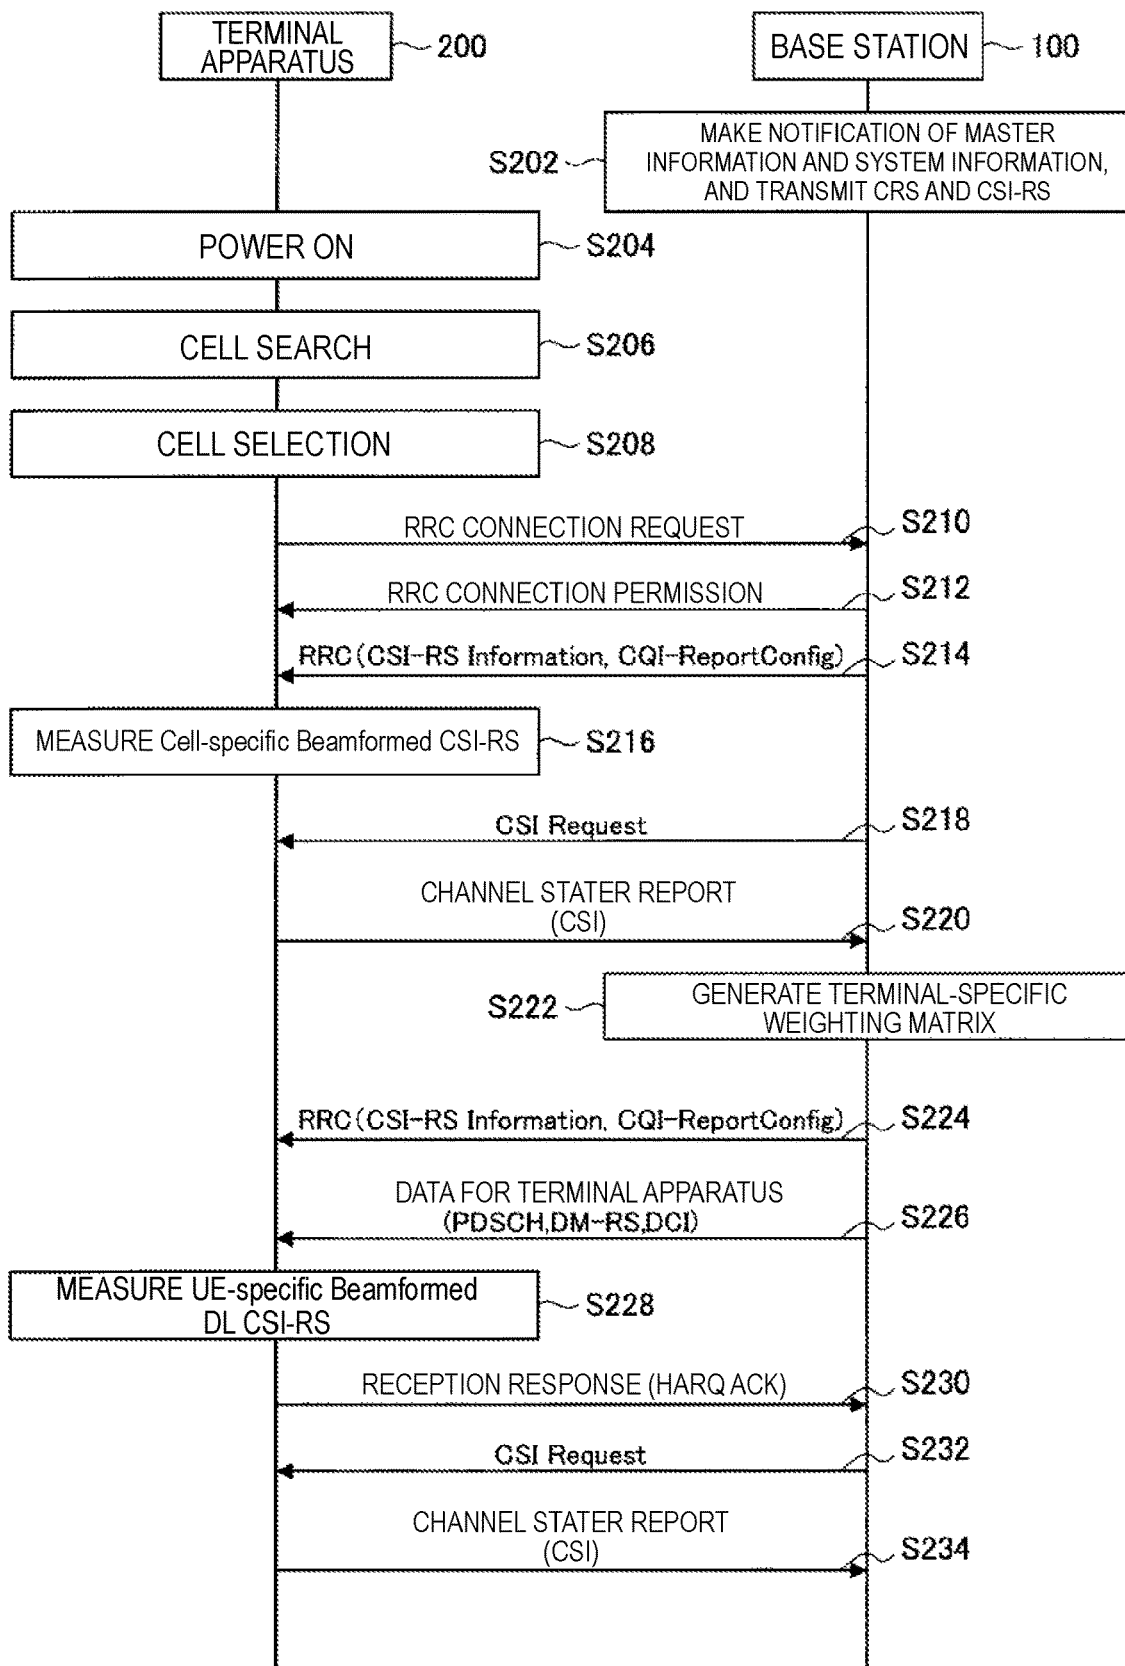 TERMINAL
APPARATUS
200
BASE STATION
100
MAKE NOTIFICATION OF MASTER
INFORMATION AND SYSTEM INFORMATION,
AND TRANSMIT CRS AND CSI-RS
S202
POWER ON
S204
CELL SEARCH
S206
CELL SELECTION
S208
RRC CONNECTION REQUEST
S210
RRC CONNECTION PERMISSION
S212
RRC(CSI-RS Information, CQI-ReportConfig)
S214
MEASURE Cell-specific Beamformed CSI-RS
S216
CSI Request
S218
CHANNEL STATER REPORT
(CSI)
S220
S222
GENERATE TERMINAL-SPECIFIC
WEIGHTING MATRIX
RRC(CSI-RS Information, CQI-ReportConfig)
S224
DATA FOR TERMINAL APPARATUS
(PDSCH,DM-RS,DCI)
S226
MEASURE UE-specific Beamformed
DL CSI-RS
S228
RECEPTION RESPONSE (HARQ ACK)
S230
CSI Request
S232
CHANNEL STATER REPORT
(CSI)
S234